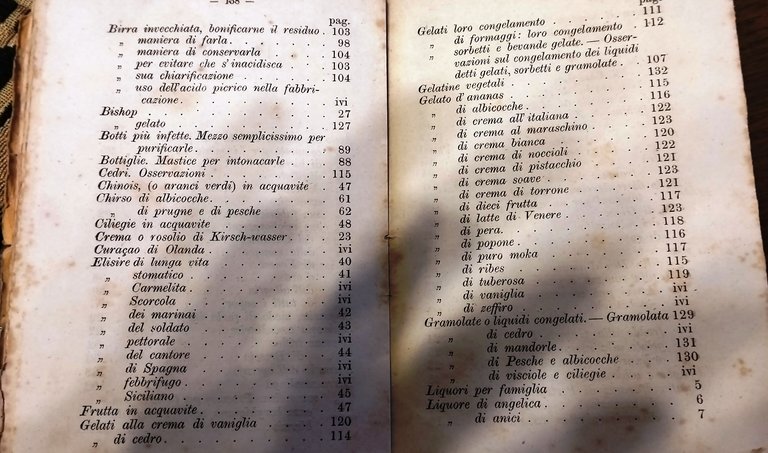 — 138 —
pag.
Birra invecchiata, bonificarne il residuo . 103
„ maniera di farla . . . . . 98
„ maniera di conservarla . . . . 104
„ per evitare che s'inacidisca . . . 103
„ sua chiarificazione . . . . . 104
„ uso dell'acido picrico nella fabbri-
cazione . . . . . ivi
Bishop . . . . . 27
„ gelato . . . . . 127
Botti più infette. Mezzo semplicissimo per
purificarle . . . . . 89
Bottiglie. Mastice per intonacarle . . . 88
Cedri. Osservazioni . . . . . 115
Chinois, (o aranci verdi) in acquavite . . 47
Chirso di albicocche . . . . . 61
„ di prugne e di pesche . . . . 62
Ciliegie in acquavite . . . . . 48
Crema o rosolio di Kirsch-wasser . . . 23
Curaçao di Olanda . . . . . ivi
Elisire di lunga vita . . . . . 40
„ stomatico . . . . . 41
„ Carmelita . . . . . ivi
„ Scorcola . . . . . ivi
„ dei marinai . . . . . 42
„ del soldato . . . . . 43
„ pettorale . . . . . ivi
„ del cantore . . . . . 44
„ di Spagna . . . . . ivi
„ febbrifugo . . . . . ivi
„ Siciliano . . . . . 45
Frutta in acquavite . . . . . 47
Gelati alla crema di vaniglia . . . . 120
„ di cedro . . . . . 114
pag.
Gelati loro congelamento . . . . . 111
„ di formaggi: loro congelamento . . 112
„ sorbetti e bevande gelate. — Osser-
vazioni sul congelamento dei liquidi
detti gelati, sorbetti e gramolate . . 107
Gelatine vegetali . . . . . 132
Gelato d'ananas . . . . . 115
„ di albicocche . . . . . 116
„ di crema all'italiana . . . . 122
„ di crema al maraschino . . . . 123
„ di crema bianca . . . . . 120
„ di crema di noccioli . . . . 122
„ di crema di pistacchio . . . . 121
„ di crema soave . . . . . 123
„ di crema di torrone . . . . 121
„ di dieci frutta . . . . . 117
„ di latte di Venere . . . . . 123
„ di pera . . . . . 118
„ di popone . . . . . 116
„ di puro moka . . . . . 117
„ di ribes . . . . . 115
„ di tuberosa . . . . . 119
„ di vaniglia . . . . . ivi
„ di zeffiro . . . . . ivi
Gramolate o liquidi congelati. — Gramolata 129
„ di cedro . . . . . ivi
„ di mandorle . . . . . 131
„ di Pesche e albicocche . . . . 130
„ di visciole e ciliegie . . . . ivi
Liquori per famiglia . . . . . 5
Liquore di angelica . . . . . 6
„ di anici . . . . . 7